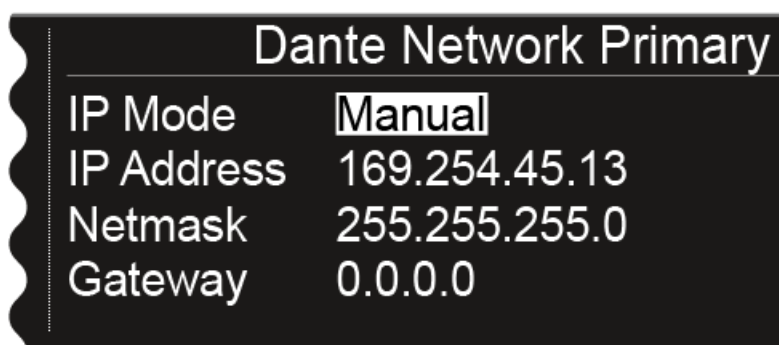 Dante Network Primary
IP Mode Manual
IP Address 169.254.45.13
Netmask 255.255.255.0
Gateway 0.0.0.0